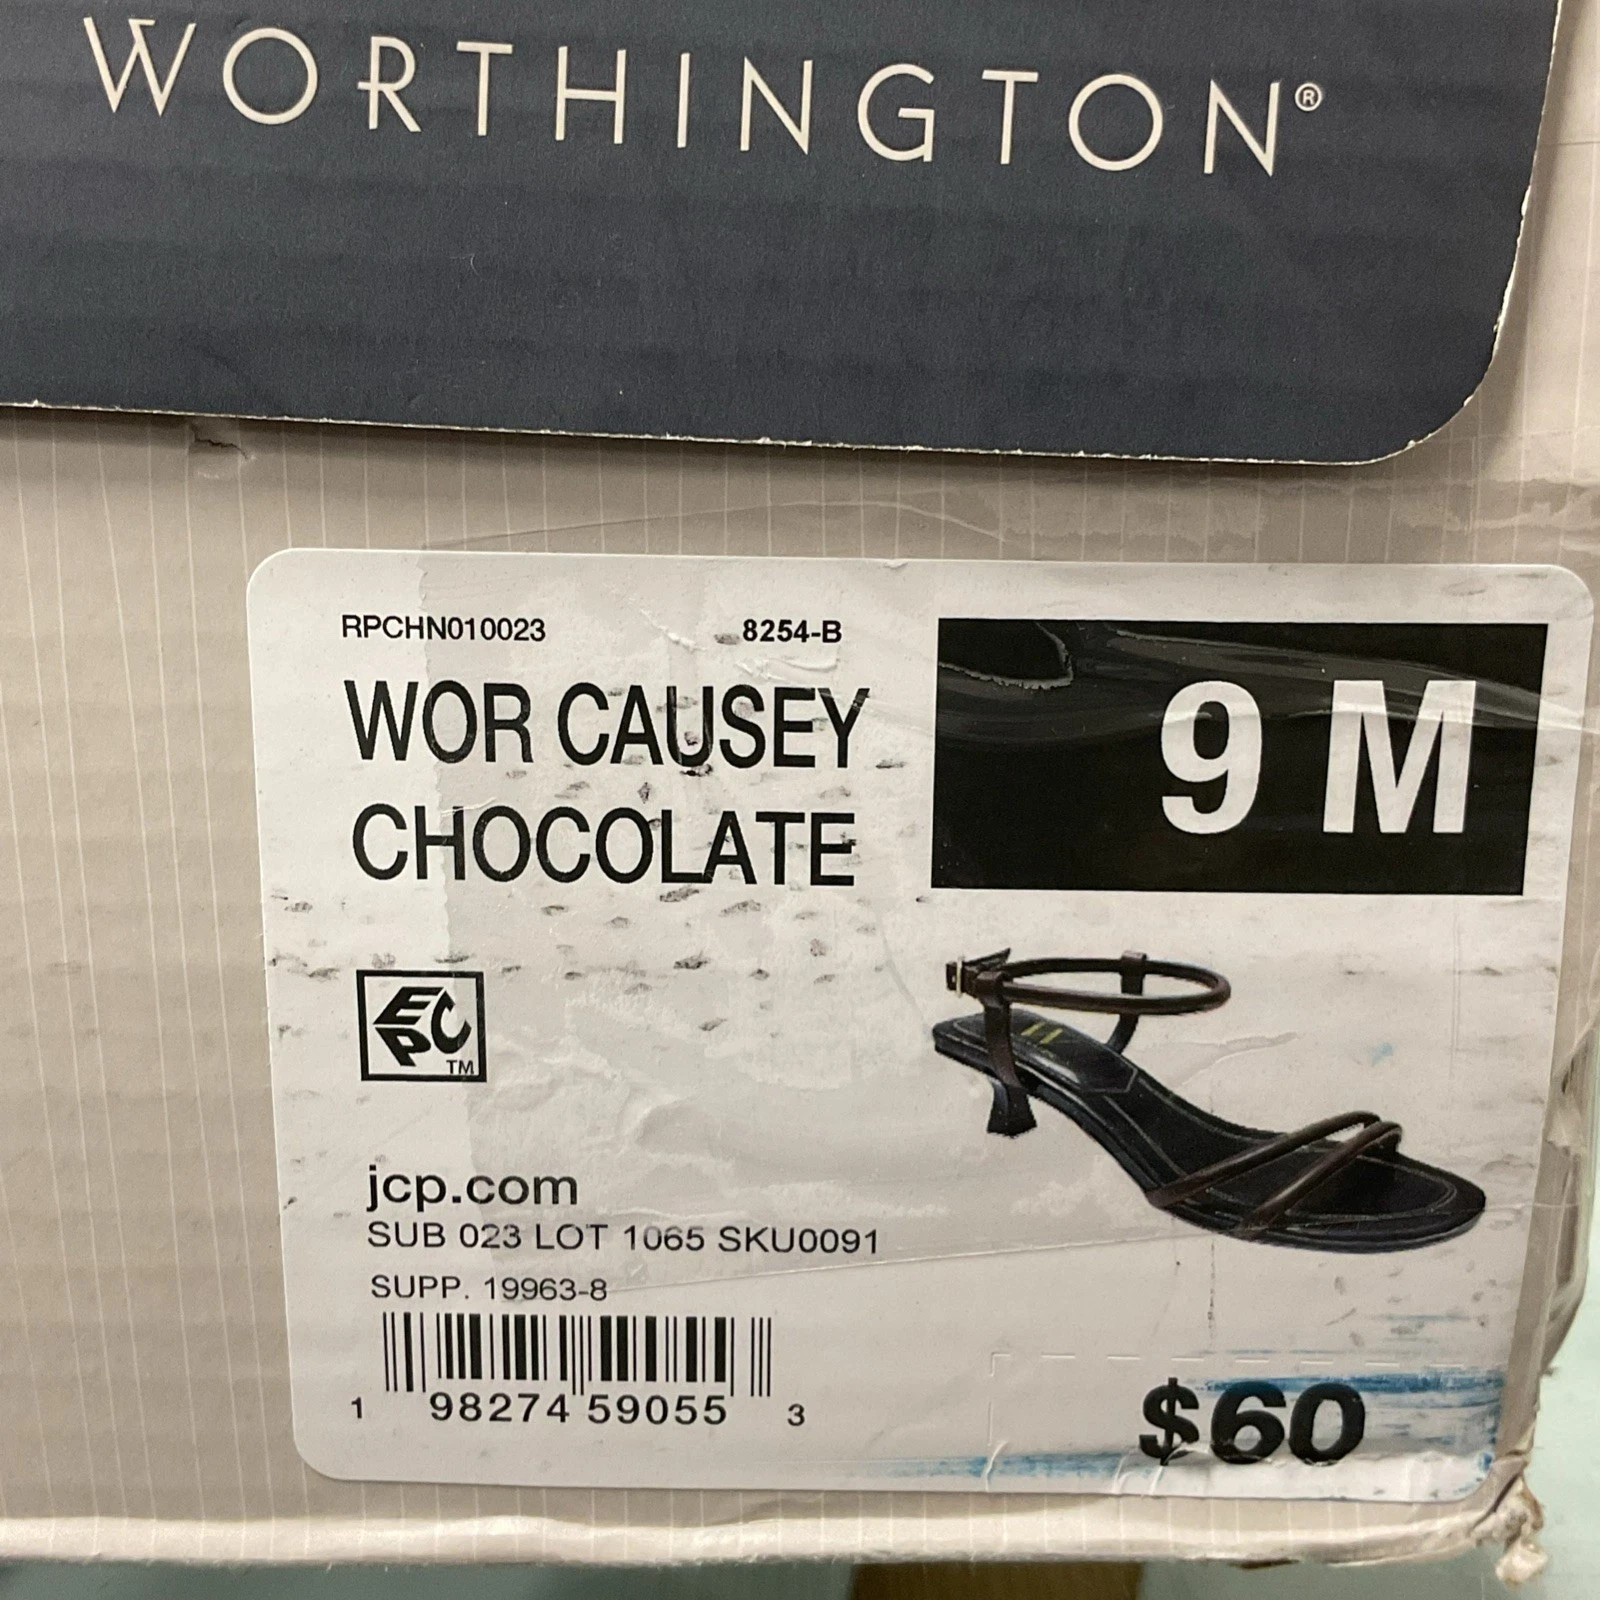 WORTHINGTON®
RPCHN010023 8254-B
WOR CAUSEY
CHOCOLATE
9 M
EPC
TM
jcp.com
SUB 023 LOT 1065 SKU0091
SUPP. 19963-8
1 98274 59055 3
$60